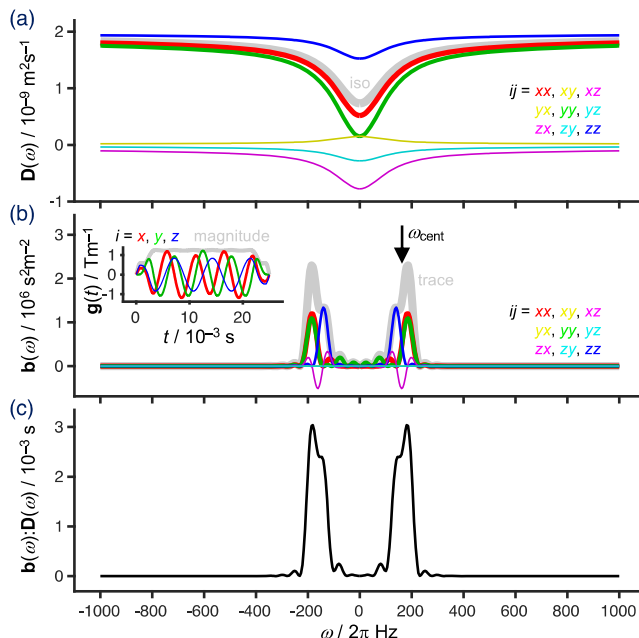 (a)
D(ω) / 10⁻⁹ m²s⁻¹
2
1
0
-1
iso
ij = xx, xy, xz
yx, yy, yz
zx, zy, zz
(b)
b(ω) / 10⁶ s²m-²
3
2
1
0
i = x, y, z magnitude
g(t) / Tm⁻¹
1
0
-1
0 10 20
t / 10⁻³ s
ω_cent
trace
ij = xx, xy, xz
yx, yy, yz
zx, zy, zz
(c)
b(ω):D(ω) / 10⁻³ s
3
2
1
0
-1000 -800 -600 -400 -200 0 200 400 600 800 1000
ω / 2π Hz